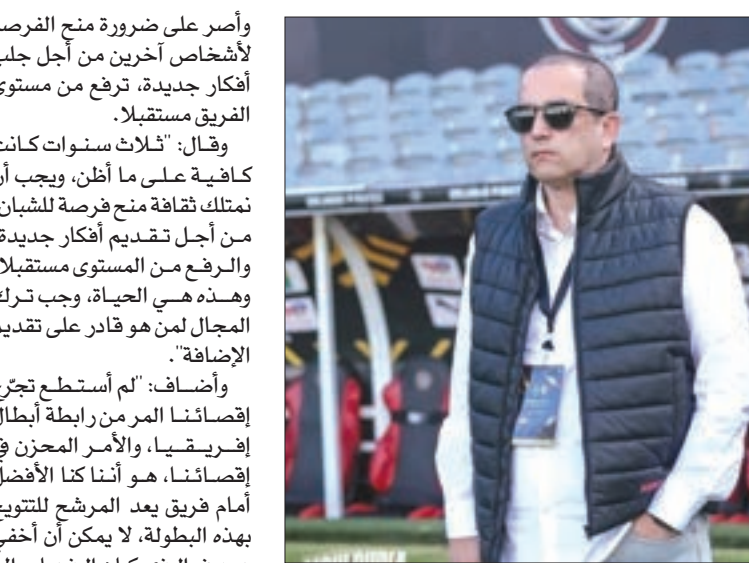 وأصر على ضرورة منح الفرصة
لأشخاص آخرين من أجل جلب
أفكار جديدة، ترفع من مستوى
الفريق مستقبلا.
وقال: "ثلاث سنوات كانت
كافية على ما أظن، ويجب أن
نمتلك ثقافة منح فرصة للشبان
من أجل تقديم أفكار جديدة
والرفع من المستوى مستقبلا
وهذه هي الحياة، وجب ترك
المجال لمن هو قادر على تقديم
الإضافة".
وأضاف: "لم أستطع تجرّع
إقصائنا المر من رابطة أبطال
إفريقيا، والأمر المحزن في
إقصائنا، هو أننا كنا الأفضل
أمام فريق يعد المرشح للتتويج
بهذه البطولة، لا يمكن أن أخفي